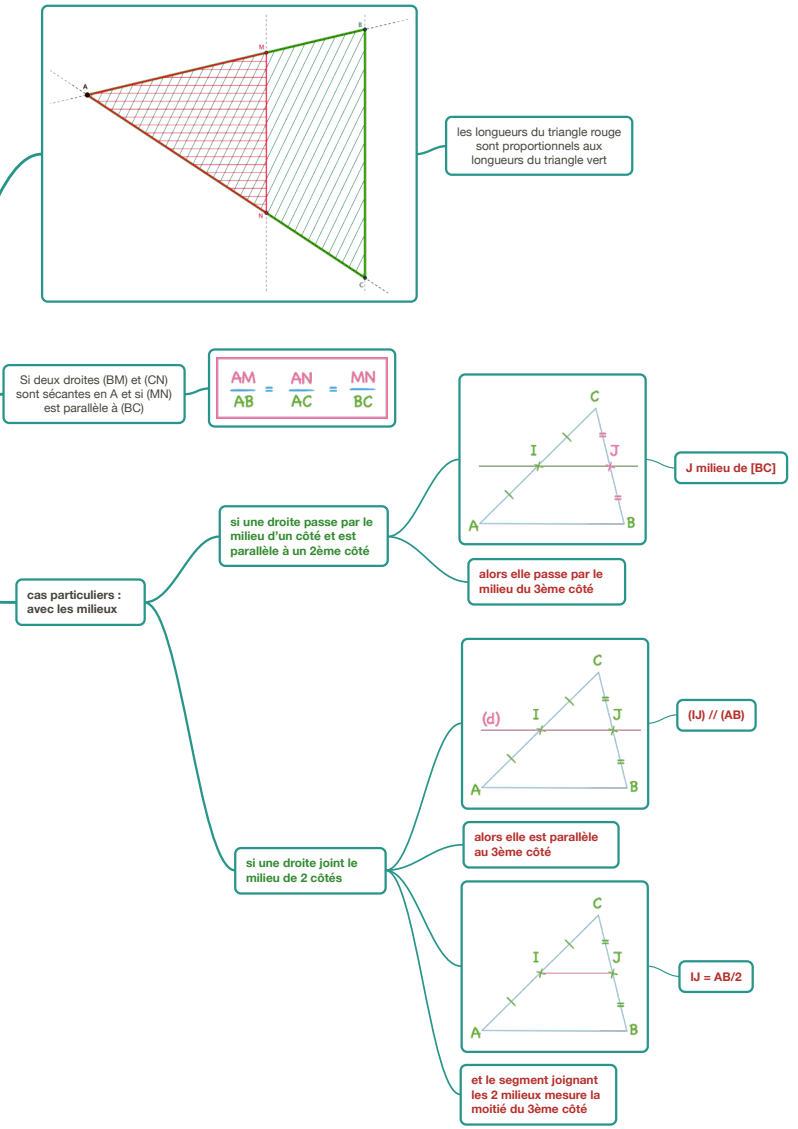 B
M
A
N
C
les longueurs du triangle rouge
sont proportionnels aux
longueurs du triangle vert
Si deux droites (BM) et (CN)
sont sécantes en A et si (MN)
est parallèle à (BC)
AM/AB = AN/AC = MN/BC
C
I J
A B
J milieu de [BC]
si une droite passe par le
milieu d'un côté et est
parallèle à un 2ème côté
alors elle passe par le
milieu du 3ème côté
cas particuliers :
avec les milieux
C
(d) I J
A B
(IJ) // (AB)
si une droite joint le
milieu de 2 côtés
alors elle est parallèle
au 3ème côté
C
I J
A B
IJ = AB/2
et le segment joignant
les 2 milieux mesure la
moitié du 3ème côté